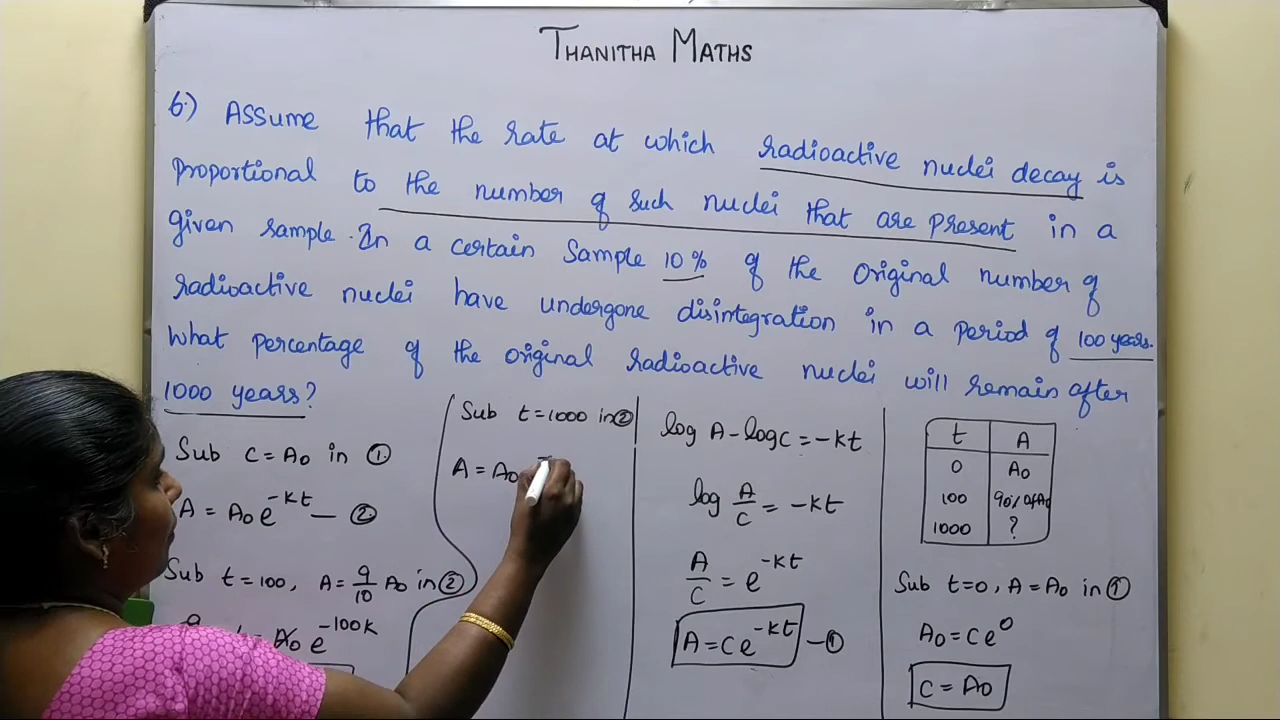 THANITHA MATHS
6.) Assume that the rate at which radioactive nuclei decay is
proportional to the number of such nuclei that are present in a
given sample. In a certain sample 10% of the original number of
radioactive nuclei have undergone disintegration in a period of 100 years.
What percentage of the original radioactive nuclei will remain after
1000 years?
Sub c = A₀ in ①
A = A₀e^{-kt} — ②
Sub t = 100, A = 9/10 A₀ in ②
A₀ e^{-100k}
Sub t = 1000 in ②
A = A₀
log A - log c = -kt
log A/c = -kt
A/c = e^{-kt}
A = ce^{-kt} — ①
t A
0 A₀
100 90% of A₀
1000 ?
Sub t=0, A = A₀ in ①
A₀ = ce⁰
c = A₀